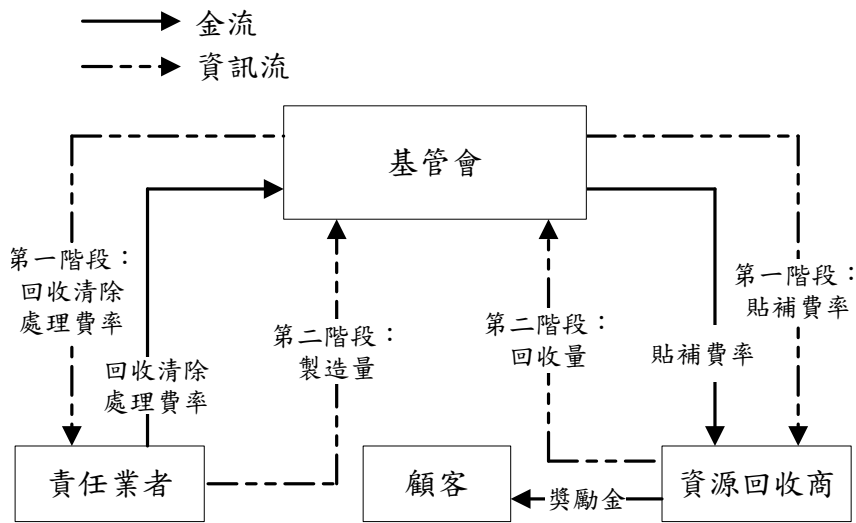 金流
資訊流
基管會
第一階段：
回收清除
處理費率
回收清除
處理費率
第二階段：
製造量
第二階段：
回收量
貼補費率
第一階段：
貼補費率
責任業者
顧客
獎勵金
資源回收商